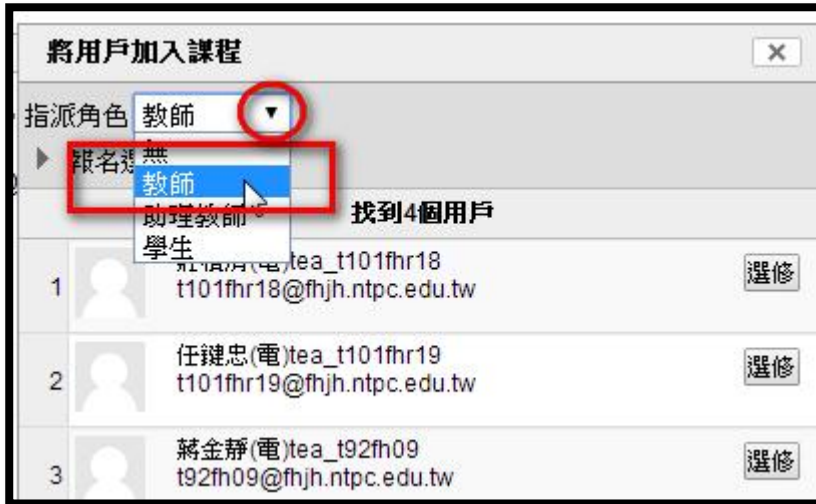 將用戶加入課程
指派角色 教師
無
報名選
教師
助理教師
學生
找到4個用戶
1
(電)tea_t101fhr18
t101fhr18@fhjh.ntpc.edu.tw
選修
2
任鍵忠(電)tea_t101fhr19
t101fhr19@fhjh.ntpc.edu.tw
選修
3
蔣金靜(電)tea_t92fh09
t92fh09@fhjh.ntpc.edu.tw
選修